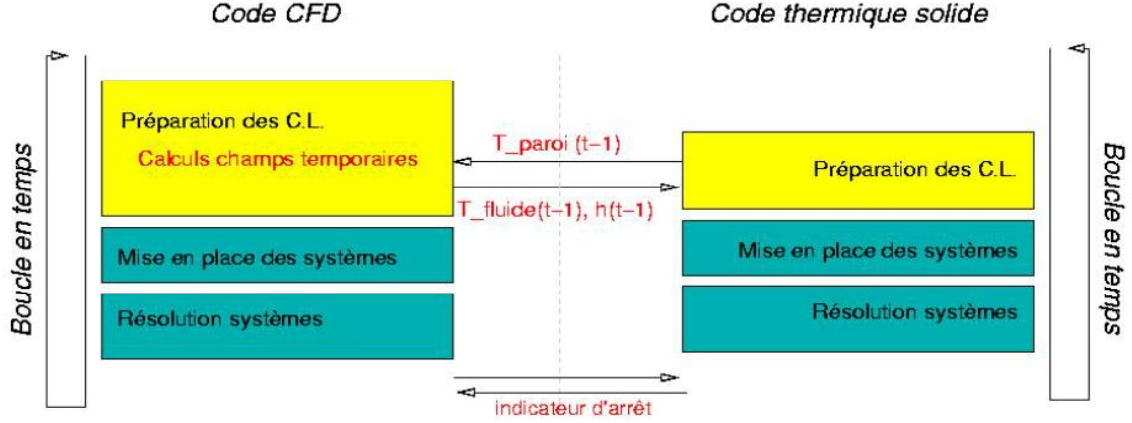 Code CFD
Code thermique solide
Boucle en temps
Préparation des C.L.
Calculs champs temporaires
T_paroi (t-1)
T_fluide(t-1), h(t-1)
Préparation des C.L.
Mise en place des systèmes
Mise en place des systèmes
Résolution systèmes
Résolution systèmes
indicateur d'arrêt
Boucle en temps